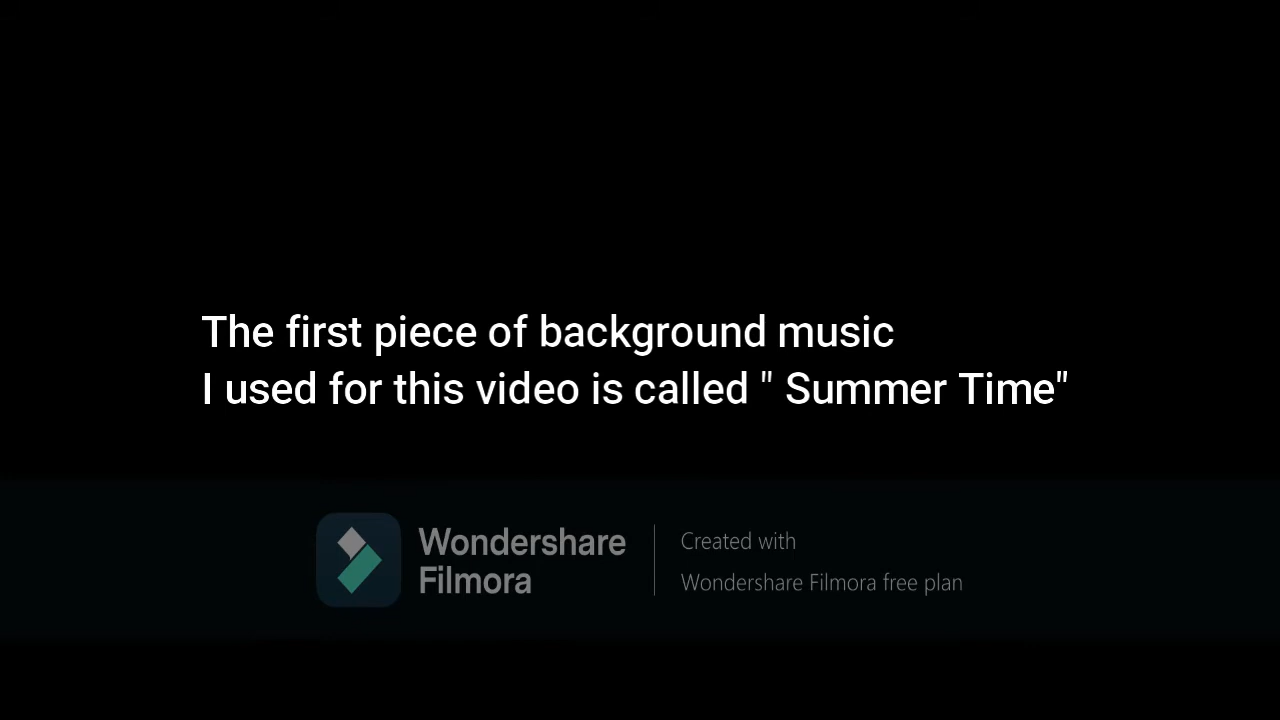 The first piece of background music
I used for this video is called " Summer Time"
Wondershare
Filmora
Created with
Wondershare Filmora free plan